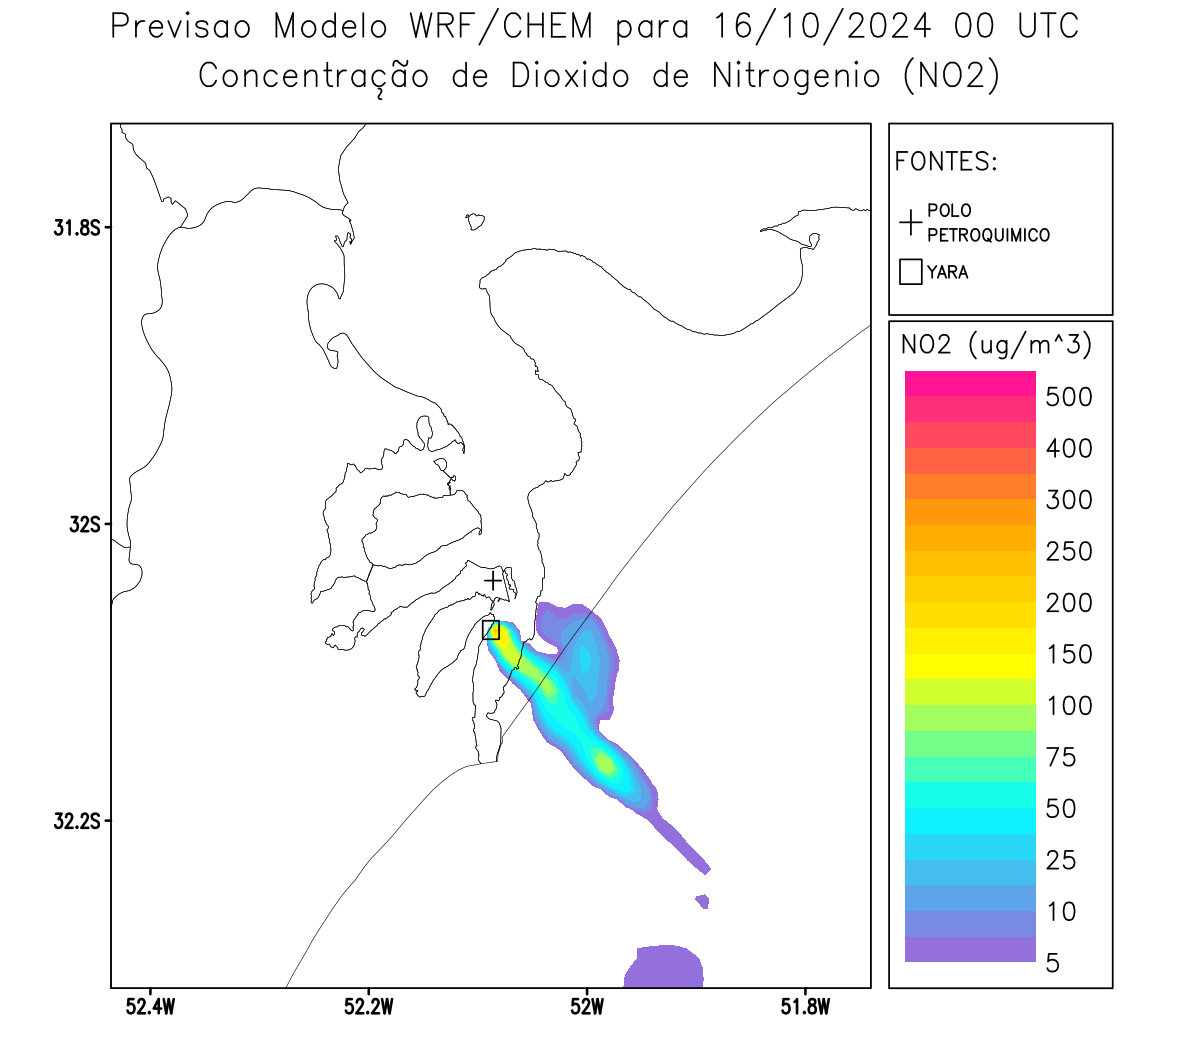 Previsao Modelo WRF/CHEM para 16/10/2024 00 UTC
Concentração de Dioxido de Nitrogenio (NO2)
FONTES:
POLO
PETROQUIMICO
YARA
NO2 (ug/m^3)
500
400
300
250
200
150
100
75
50
25
10
5
31.8S
32S
32.2S
52.4W
52.2W
52W
51.8W